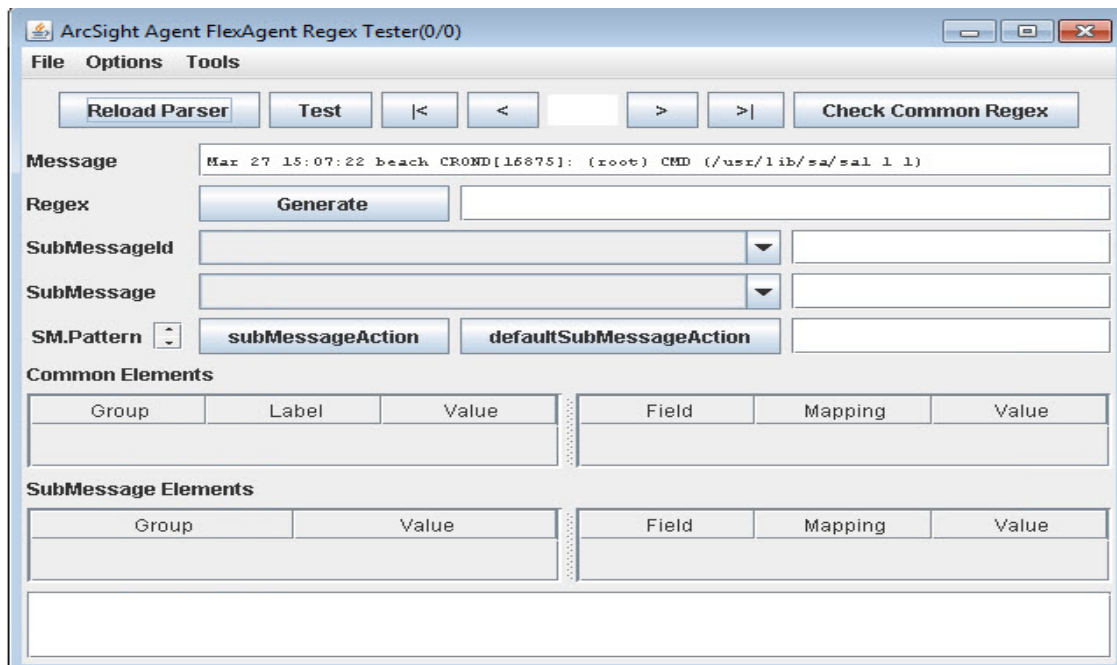 ArcSight Agent FlexAgent Regex Tester(0/0)
File Options Tools
Reload Parser Test |< < > >| Check Common Regex
Message Mar 27 15:07:22 beach CROND[16875]: (root) CMD (/usr/lib/sa/sa1 1 1)
Regex Generate
SubMessageId
SubMessage
SM.Pattern subMessageAction defaultSubMessageAction
Common Elements
Group Label Value Field Mapping Value
SubMessage Elements
Group Value Field Mapping Value